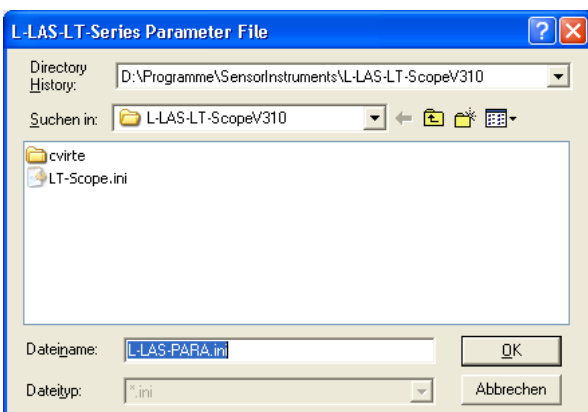 L-LAS-LT-Series Parameter File
Directory
History:
D:\Programme\SensorInstruments\L-LAS-LT-ScopeV310
Suchen in:
L-LAS-LT-ScopeV310
cvirte
LT-Scope.ini
Dateiname:
L-LAS-PARA.ini
OK
Dateityp:
*.ini
Abbrechen